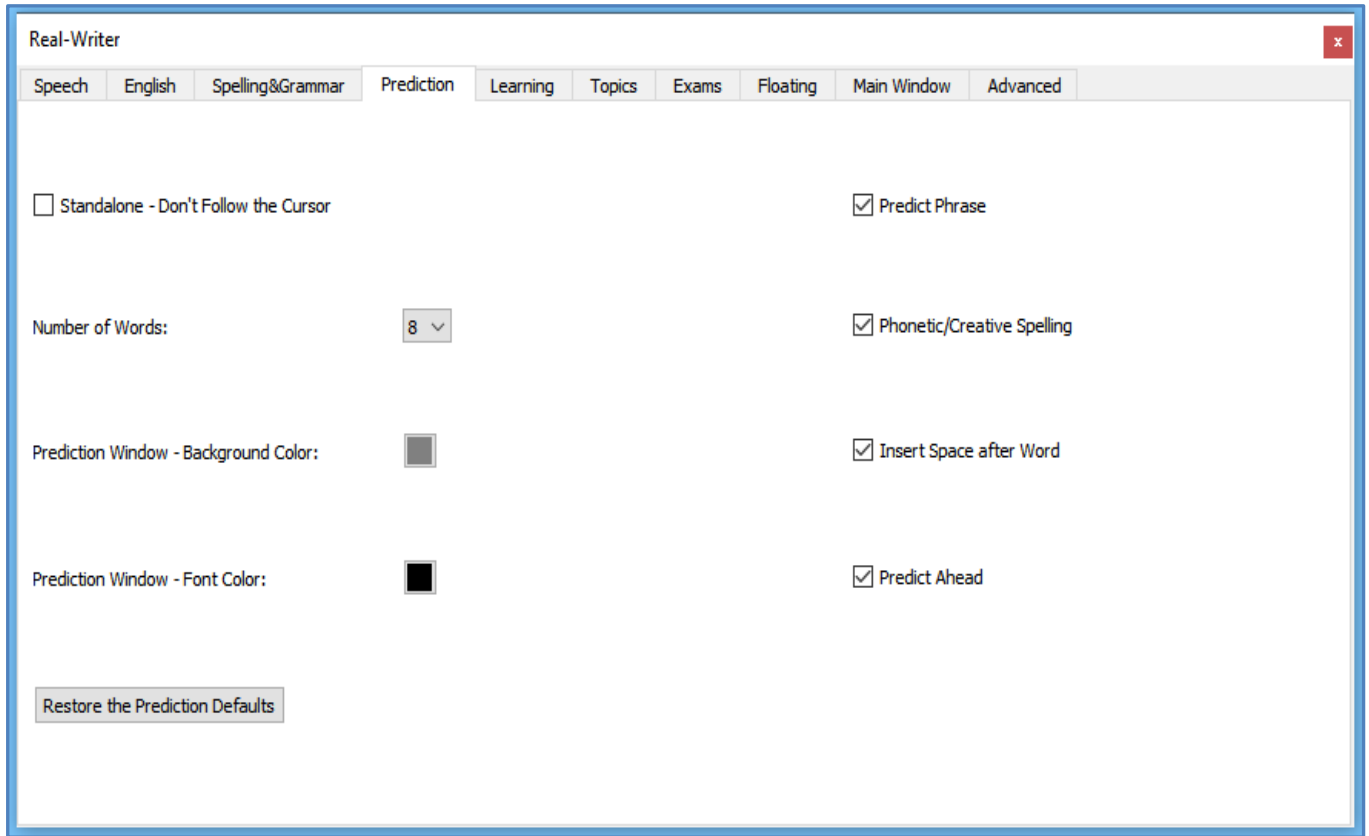 Real-Writer x
Speech English Spelling&Grammar Prediction Learning Topics Exams Floating Main Window Advanced
Standalone - Don't Follow the Cursor Predict Phrase
Number of Words: 8 Phonetic/Creative Spelling
Prediction Window - Background Color: Insert Space after Word
Prediction Window - Font Color: Predict Ahead
Restore the Prediction Defaults